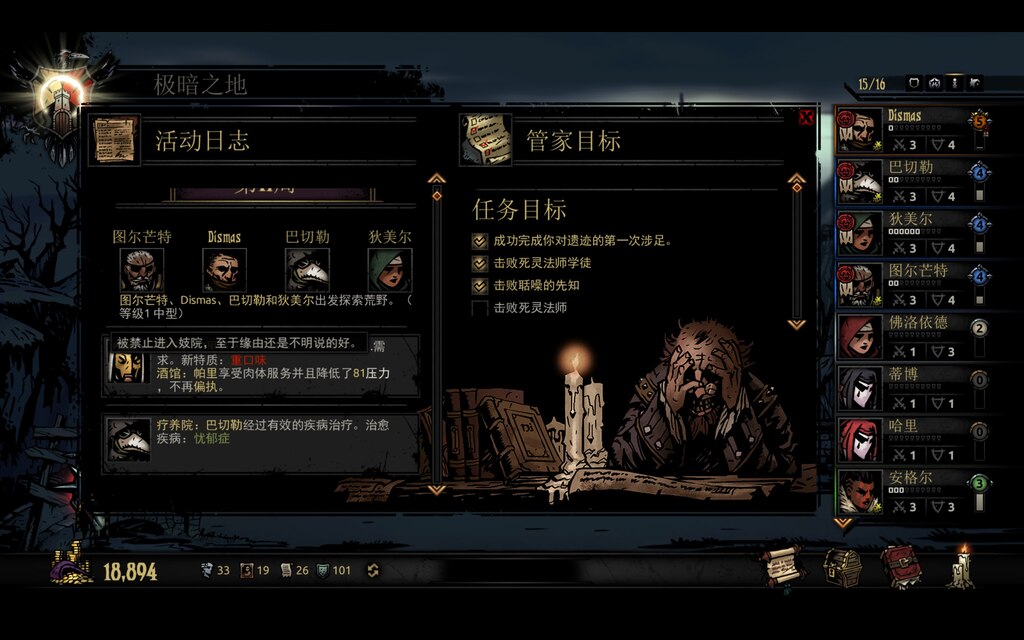 极暗之地
15/16
活动日志
管家目标
任务目标
成功完成你对遗迹的第一次涉足。
击败死灵法师学徒
击败聒噪的先知
击败死灵法师
图尔芒特
Dismas
巴切勒
狄美尔
图尔芒特、Dismas、巴切勒和狄美尔出发探索荒野。（
等级1 中型）
被禁止进入妓院，至于缘由还是不明说的好。
需
求。新特质：重口味
酒馆：帕里享受肉体服务并且降低了81压力
，不再偏执。
疗养院：巴切勒经过有效的疾病治疗。治愈
疾病：忧郁症
Dismas
5
3
4
巴切勒
4
3
4
狄美尔
4
3
4
图尔芒特
4
3
4
佛洛依德
2
1
3
蒂博
0
1
1
哈里
0
1
1
安格尔
3
3
3
18,894
33
19
26
101